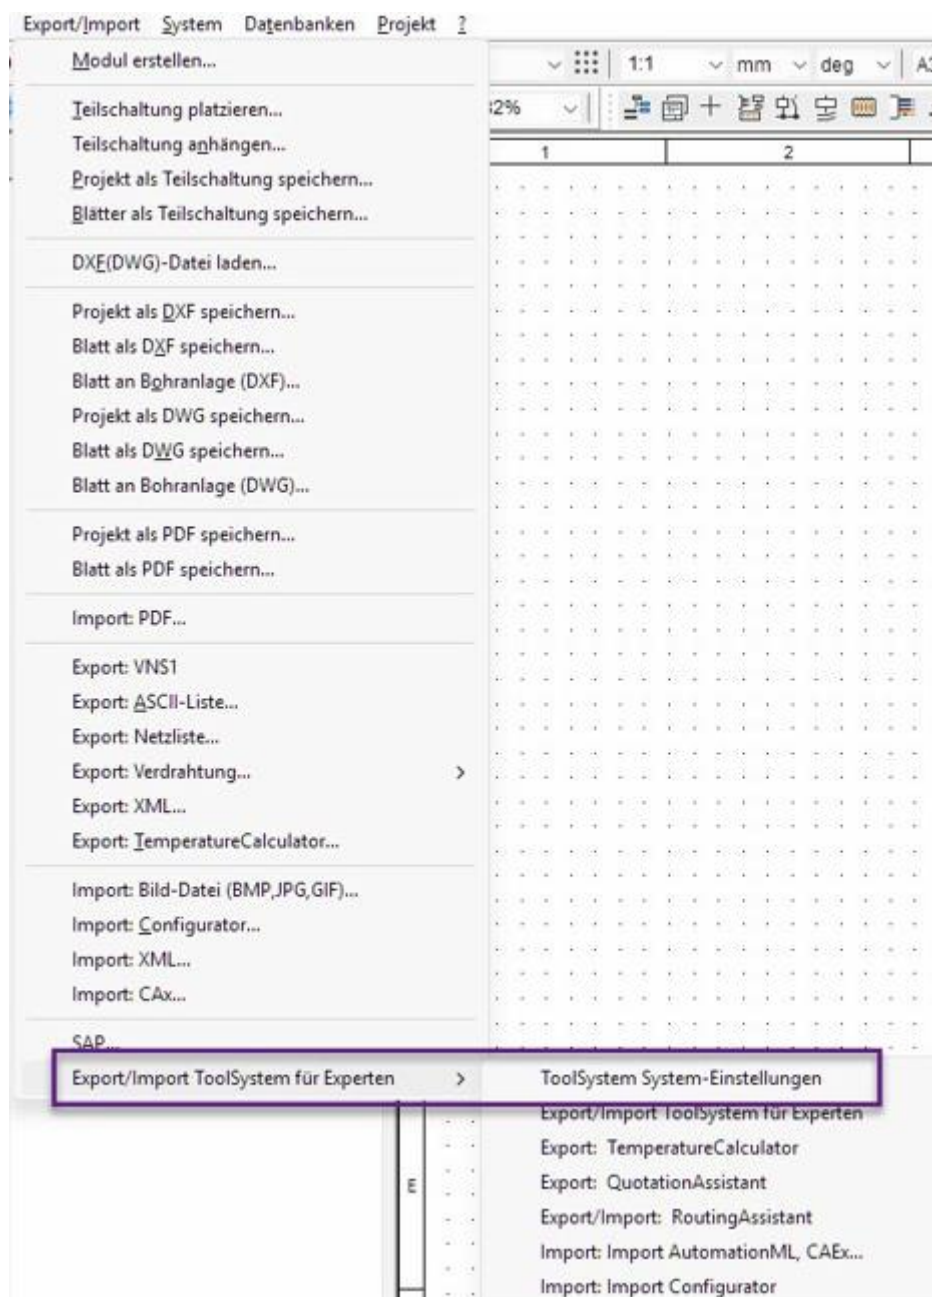 Export/Import System Datenbanken Projekt ?
Modul erstellen...
1:1 mm deg
Teilschaltung platzieren...
Teilschaltung anhängen...
1 2
Projekt als Teilschaltung speichern...
Blätter als Teilschaltung speichern...
DXF(DWG)-Datei laden...
Projekt als DXF speichern...
Blatt als DXF speichern...
Blatt an Bohranlage (DXF)...
Projekt als DWG speichern...
Blatt als DWG speichern...
Blatt an Bohranlage (DWG)...
Projekt als PDF speichern...
Blatt als PDF speichern...
Import: PDF...
Export: VNS1
Export: ASCII-Liste...
Export: Netzliste...
Export: Verdrahtung... >
Export: XML...
Export: TemperatureCalculator...
Import: Bild-Datei (BMP,JPG,GIF)...
Import: Configurator...
Import: XML...
Import: CAx...
SAP...
Export/Import ToolSystem für Experten > ToolSystem System-Einstellungen
Export/Import ToolSystem für Experten
Export: TemperatureCalculator
Export: QuotationAssistant
E
Export/Import: RoutingAssistant
Import: Import AutomationML, CAEx...
Import: Import Configurator